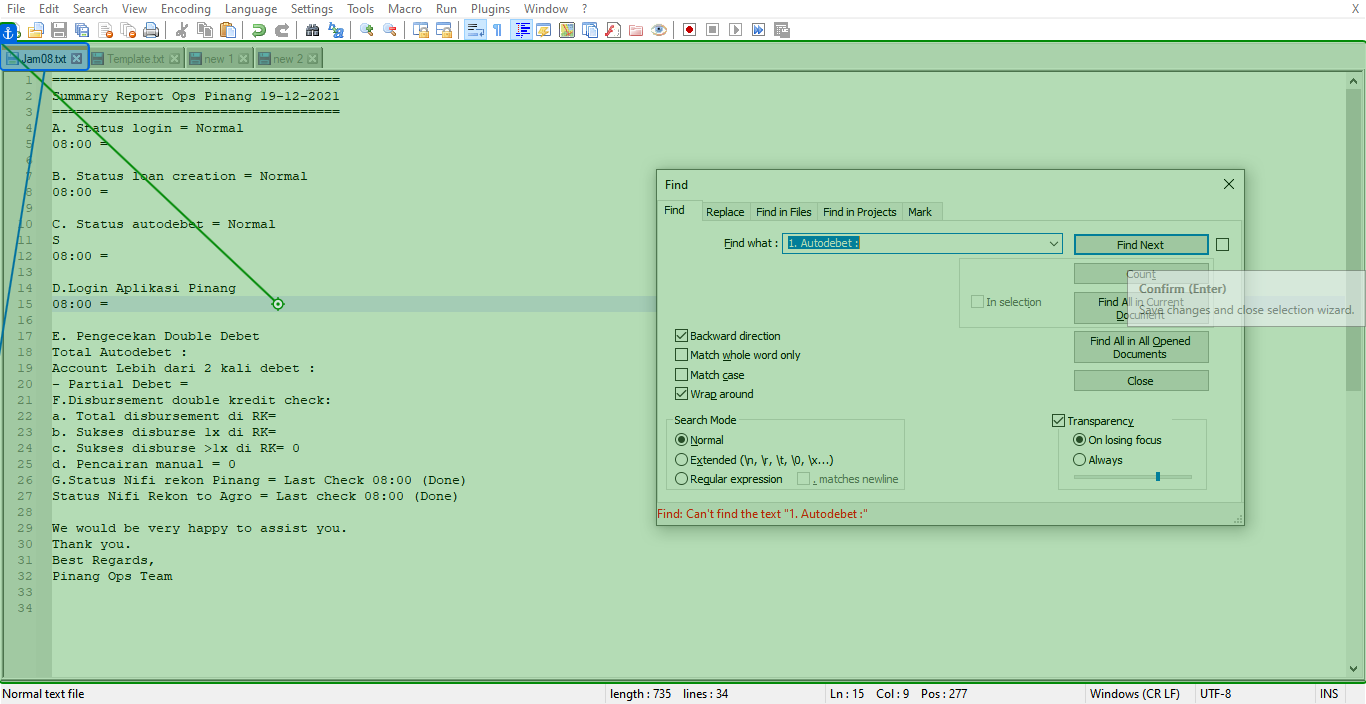 File Edit Search View Encoding Language Settings Tools Macro Run Plugins Window ? X
Jam08.txt Template.txt new 1 new 2
1 ====================================
2 Summary Report Ops Pinang 19-12-2021
3 ====================================
4 A. Status login = Normal
5 08:00 =
6
7 B. Status loan creation = Normal
8 08:00 =
9
10 C. Status autodebet = Normal
11 S
12 08:00 =
13
14 D.Login Aplikasi Pinang
15 08:00 =
16
17 E. Pengecekan Double Debet
18 Total Autodebet :
19 Account Lebih dari 2 kali debet :
20 - Partial Debet =
21 F.Disbursement double kredit check:
22 a. Total disbursement di RK=
23 b. Sukses disburse 1x di RK=
24 c. Sukses disburse >1x di RK= 0
25 d. Pencairan manual = 0
26 G.Status Nifi rekon Pinang = Last Check 08:00 (Done)
27 Status Nifi Rekon to Agro = Last check 08:00 (Done)
28
29 We would be very happy to assist you.
30 Thank you.
31 Best Regards,
32 Pinang Ops Team
33
34
Find
Find Replace Find in Files Find in Projects Mark
Find what : 1. Autodebet : Find Next
Count
In selection
Find All in Current
Document
Confirm (Enter)
Save changes and close selection wizard.
Backward direction
Match whole word only
Match case
Wrap around
Find All in All Opened
Documents
Close
Search Mode
Normal
Extended (\n, \r, \t, \0, \x...)
Regular expression . matches newline
Transparency
On losing focus
Always
Find: Can't find the text "1. Autodebet :"
Normal text file length : 735 lines : 34 Ln : 15 Col : 9 Pos : 277 Windows (CR LF) UTF-8 INS